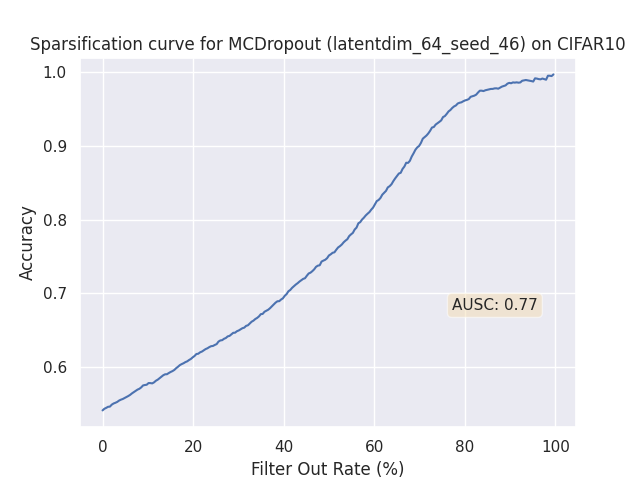 Sparsification curve for MCDropout (latentdim_64_seed_46) on CIFAR10
1.0
0.9
0.8
0.7
0.6
Accuracy
AUSC: 0.77
0
20
40
60
80
100
Filter Out Rate (%)